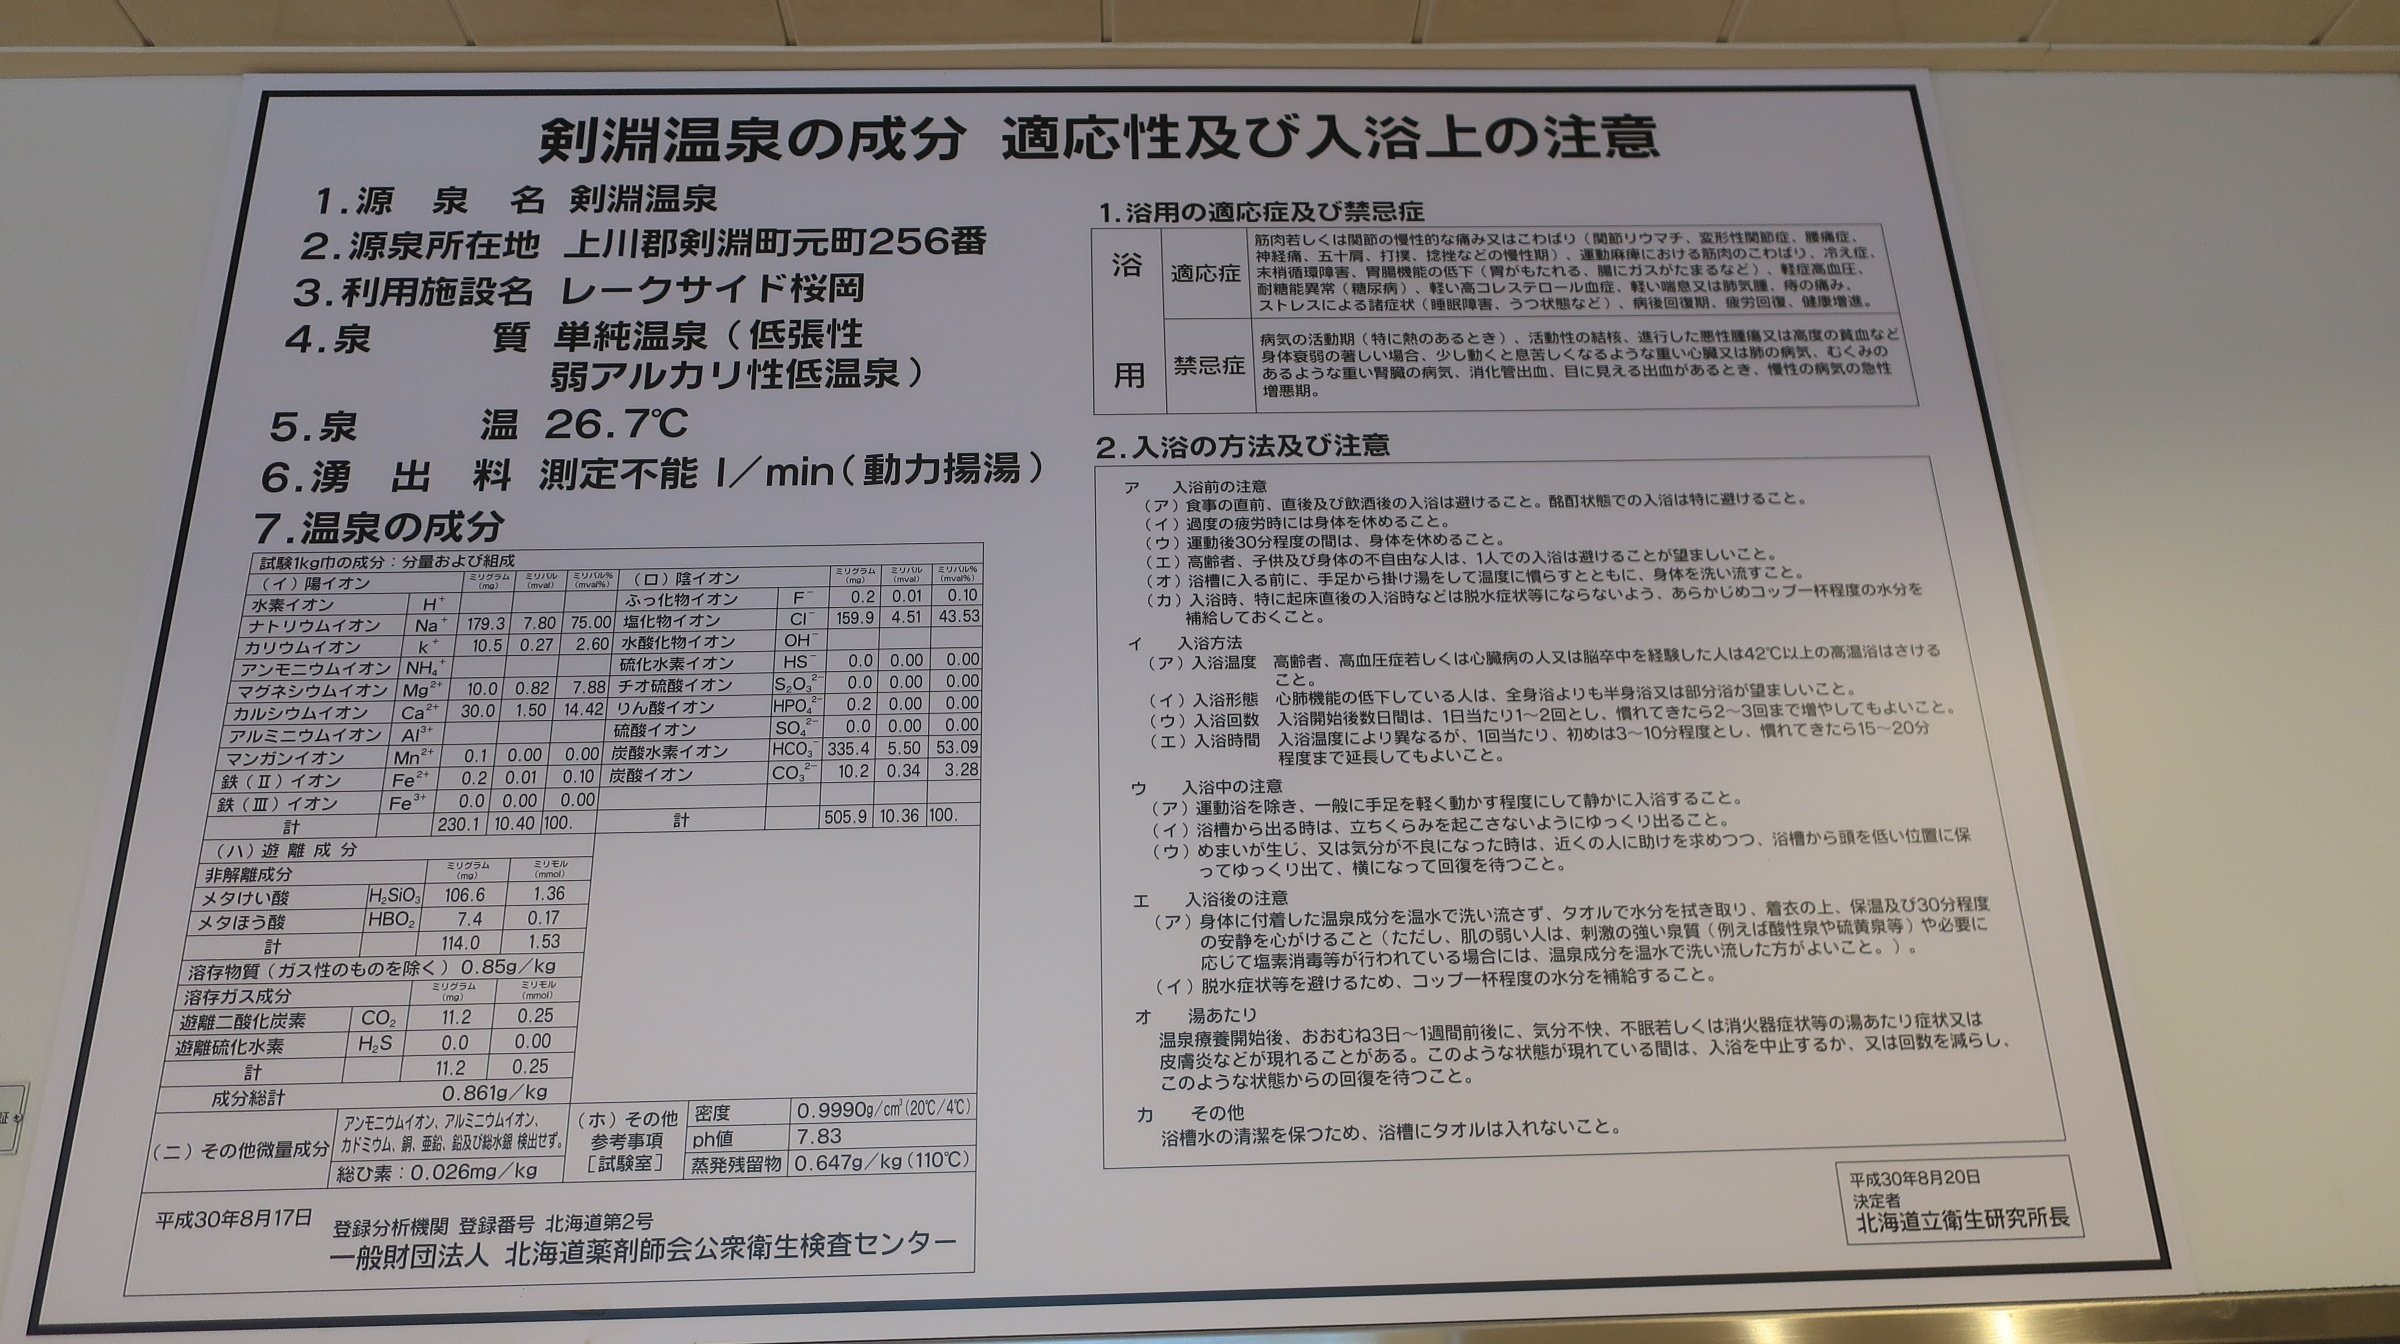 剣淵温泉の成分 適応性及び入浴上の注意
1.源泉名 剣淵温泉
2.源泉所在地 上川郡剣淵町元町256番
3.利用施設名 レークサイド桜岡
4.泉質 単純温泉(低張性
弱アルカリ性低温泉)
5.泉温 26.7℃
6.湧出料 測定不能 l/min(動力揚湯)
7.温泉の成分
試験1kg巾の成分:分量および組成
(イ)陽イオン ミリグラム(mg) ミリバル(mval) ミリバル%(mval%) (ロ)陰イオン ミリグラム(mg) ミリバル(mval) ミリバル%(mval%)
水素イオン H⁺ ふっ化物イオン F⁻ 0.2 0.01 0.10
ナトリウムイオン Na⁺ 179.3 7.80 75.00 塩化物イオン Cl⁻ 159.9 4.51 43.53
カリウムイオン k⁺ 10.5 0.27 2.60 水酸化物イオン OH⁻
アンモニウムイオン NH₄⁺ 硫化水素イオン HS⁻ 0.0 0.00 0.00
マグネシウムイオン Mg²⁺ 10.0 0.82 7.88 チオ硫酸イオン S₂O₃²⁻ 0.0 0.00 0.00
カルシウムイオン Ca²⁺ 30.0 1.50 14.42 りん酸イオン HPO₄²⁻ 0.2 0.00 0.00
アルミニウムイオン Al³⁺ 硫酸イオン SO₄²⁻ 0.0 0.00 0.00
マンガンイオン Mn²⁺ 0.1 0.00 0.00 炭酸水素イオン HCO₃⁻ 335.4 5.50 53.09
鉄(Ⅱ)イオン Fe²⁺ 0.2 0.01 0.10 炭酸イオン CO₃²⁻ 10.2 0.34 3.28
鉄(Ⅲ)イオン Fe³⁺ 0.0 0.00 0.00
計 230.1 10.40 100. 計 505.9 10.36 100.
(ハ)遊離成分
非解離成分 ミリグラム(mg) ミリモル(mmol)
メタけい酸 H₂SiO₃ 106.6 1.36
メタほう酸 HBO₂ 7.4 0.17
計 114.0 1.53
溶存物質(ガス性のものを除く)0.85g/kg
溶存ガス成分 ミリグラム(mg) ミリモル(mmol)
遊離二酸化炭素 CO₂ 11.2 0.25
遊離硫化水素 H₂S 0.0 0.00
計 11.2 0.25
成分総計 0.861g/kg
(ニ)その他微量成分 アンモニウムイオン、アルミニウムイオン、
カドミウム、銅、亜鉛、鉛及び総水銀 検出せず。
総ひ素:0.026mg/kg
(ホ)その他
参考事項
[試験室]
密度 0.9990g/cm³(20℃/4℃)
ph値 7.83
蒸発残留物 0.647g/kg(110℃)
平成30年8月17日
登録分析機関 登録番号 北海道第2号
一般財団法人 北海道薬剤師会公衆衛生検査センター
1.浴用の適応症及び禁忌症
浴用
適応症
筋肉若しくは関節の慢性的な痛み又はこわばり(関節リウマチ、変形性関節症、腰痛症、
神経痛、五十肩、打撲、捻挫などの慢性期)、運動麻痺における筋肉のこわばり、冷え症、
末梢循環障害、胃腸機能の低下(胃がもたれる、腸にガスがたまるなど)、軽症高血圧、
耐糖能異常(糖尿病)、軽い高コレステロール血症、軽い喘息又は肺気腫、痔の痛み、
ストレスによる諸症状(睡眠障害、うつ状態など)、病後回復期、疲労回復、健康増進。
禁忌症
病気の活動期(特に熱のあるとき)、活動性の結核、進行した悪性腫瘍又は高度の貧血など
身体衰弱の著しい場合、少し動くと息苦しくなるような重い心臓又は肺の病気、むくみの
あるような重い腎臓の病気、消化管出血、目に見える出血があるとき、慢性の病気の急性
増悪期。
2.入浴の方法及び注意
ア 入浴前の注意
(ア)食事の直前、直後及び飲酒後の入浴は避けること。酩酊状態での入浴は特に避けること。
(イ)過度の疲労時には身体を休めること。
(ウ)運動後30分程度の間は、身体を休めること。
(エ)高齢者、子供及び身体の不自由な人は、1人での入浴は避けることが望ましいこと。
(オ)浴槽に入る前に、手足から掛け湯をして温度に慣らすとともに、身体を洗い流すこと。
(カ)入浴時、特に起床直後の入浴時などは脱水症状等にならないよう、あらかじめコップ一杯程度の水分を
補給しておくこと。
イ 入浴方法
(ア)入浴温度 高齢者、高血圧症若しくは心臓病の人又は脳卒中を経験した人は42℃以上の高温浴はさける
こと。
(イ)入浴形態 心肺機能の低下している人は、全身浴よりも半身浴又は部分浴が望ましいこと。
(ウ)入浴回数 入浴開始後数日間は、1日当たり1〜2回とし、慣れてきたら2〜3回まで増やしてもよいこと。
(エ)入浴時間 入浴温度により異なるが、1回当たり、初めは3〜10分程度とし、慣れてきたら15〜20分
程度まで延長してもよいこと。
ウ 入浴中の注意
(ア)運動浴を除き、一般に手足を軽く動かす程度にして静かに入浴すること。
(イ)浴槽から出る時は、立ちくらみを起こさないようにゆっくり出ること。
(ウ)めまいが生じ、又は気分が不良になった時は、近くの人に助けを求めつつ、浴槽から頭を低い位置に保
ってゆっくり出て、横になって回復を待つこと。
エ 入浴後の注意
(ア)身体に付着した温泉成分を温水で洗い流さず、タオルで水分を拭き取り、着衣の上、保温及び30分程度
の安静を心がけること(ただし、肌の弱い人は、刺激の強い泉質(例えば酸性泉や硫黄泉等)や必要に
応じて塩素消毒等が行われている場合には、温泉成分を温水で洗い流した方がよいこと。)。
(イ)脱水症状等を避けるため、コップ一杯程度の水分を補給すること。
オ 湯あたり
温泉療養開始後、おおむね3日〜1週間前後に、気分不快、不眠若しくは消火器症状等の湯あたり症状又は
皮膚炎などが現れることがある。このような状態が現れている間は、入浴を中止するか、又は回数を減らし、
このような状態からの回復を待つこと。
カ その他
浴槽水の清潔を保つため、浴槽にタオルは入れないこと。
平成30年8月20日
決定者
北海道立衛生研究所長